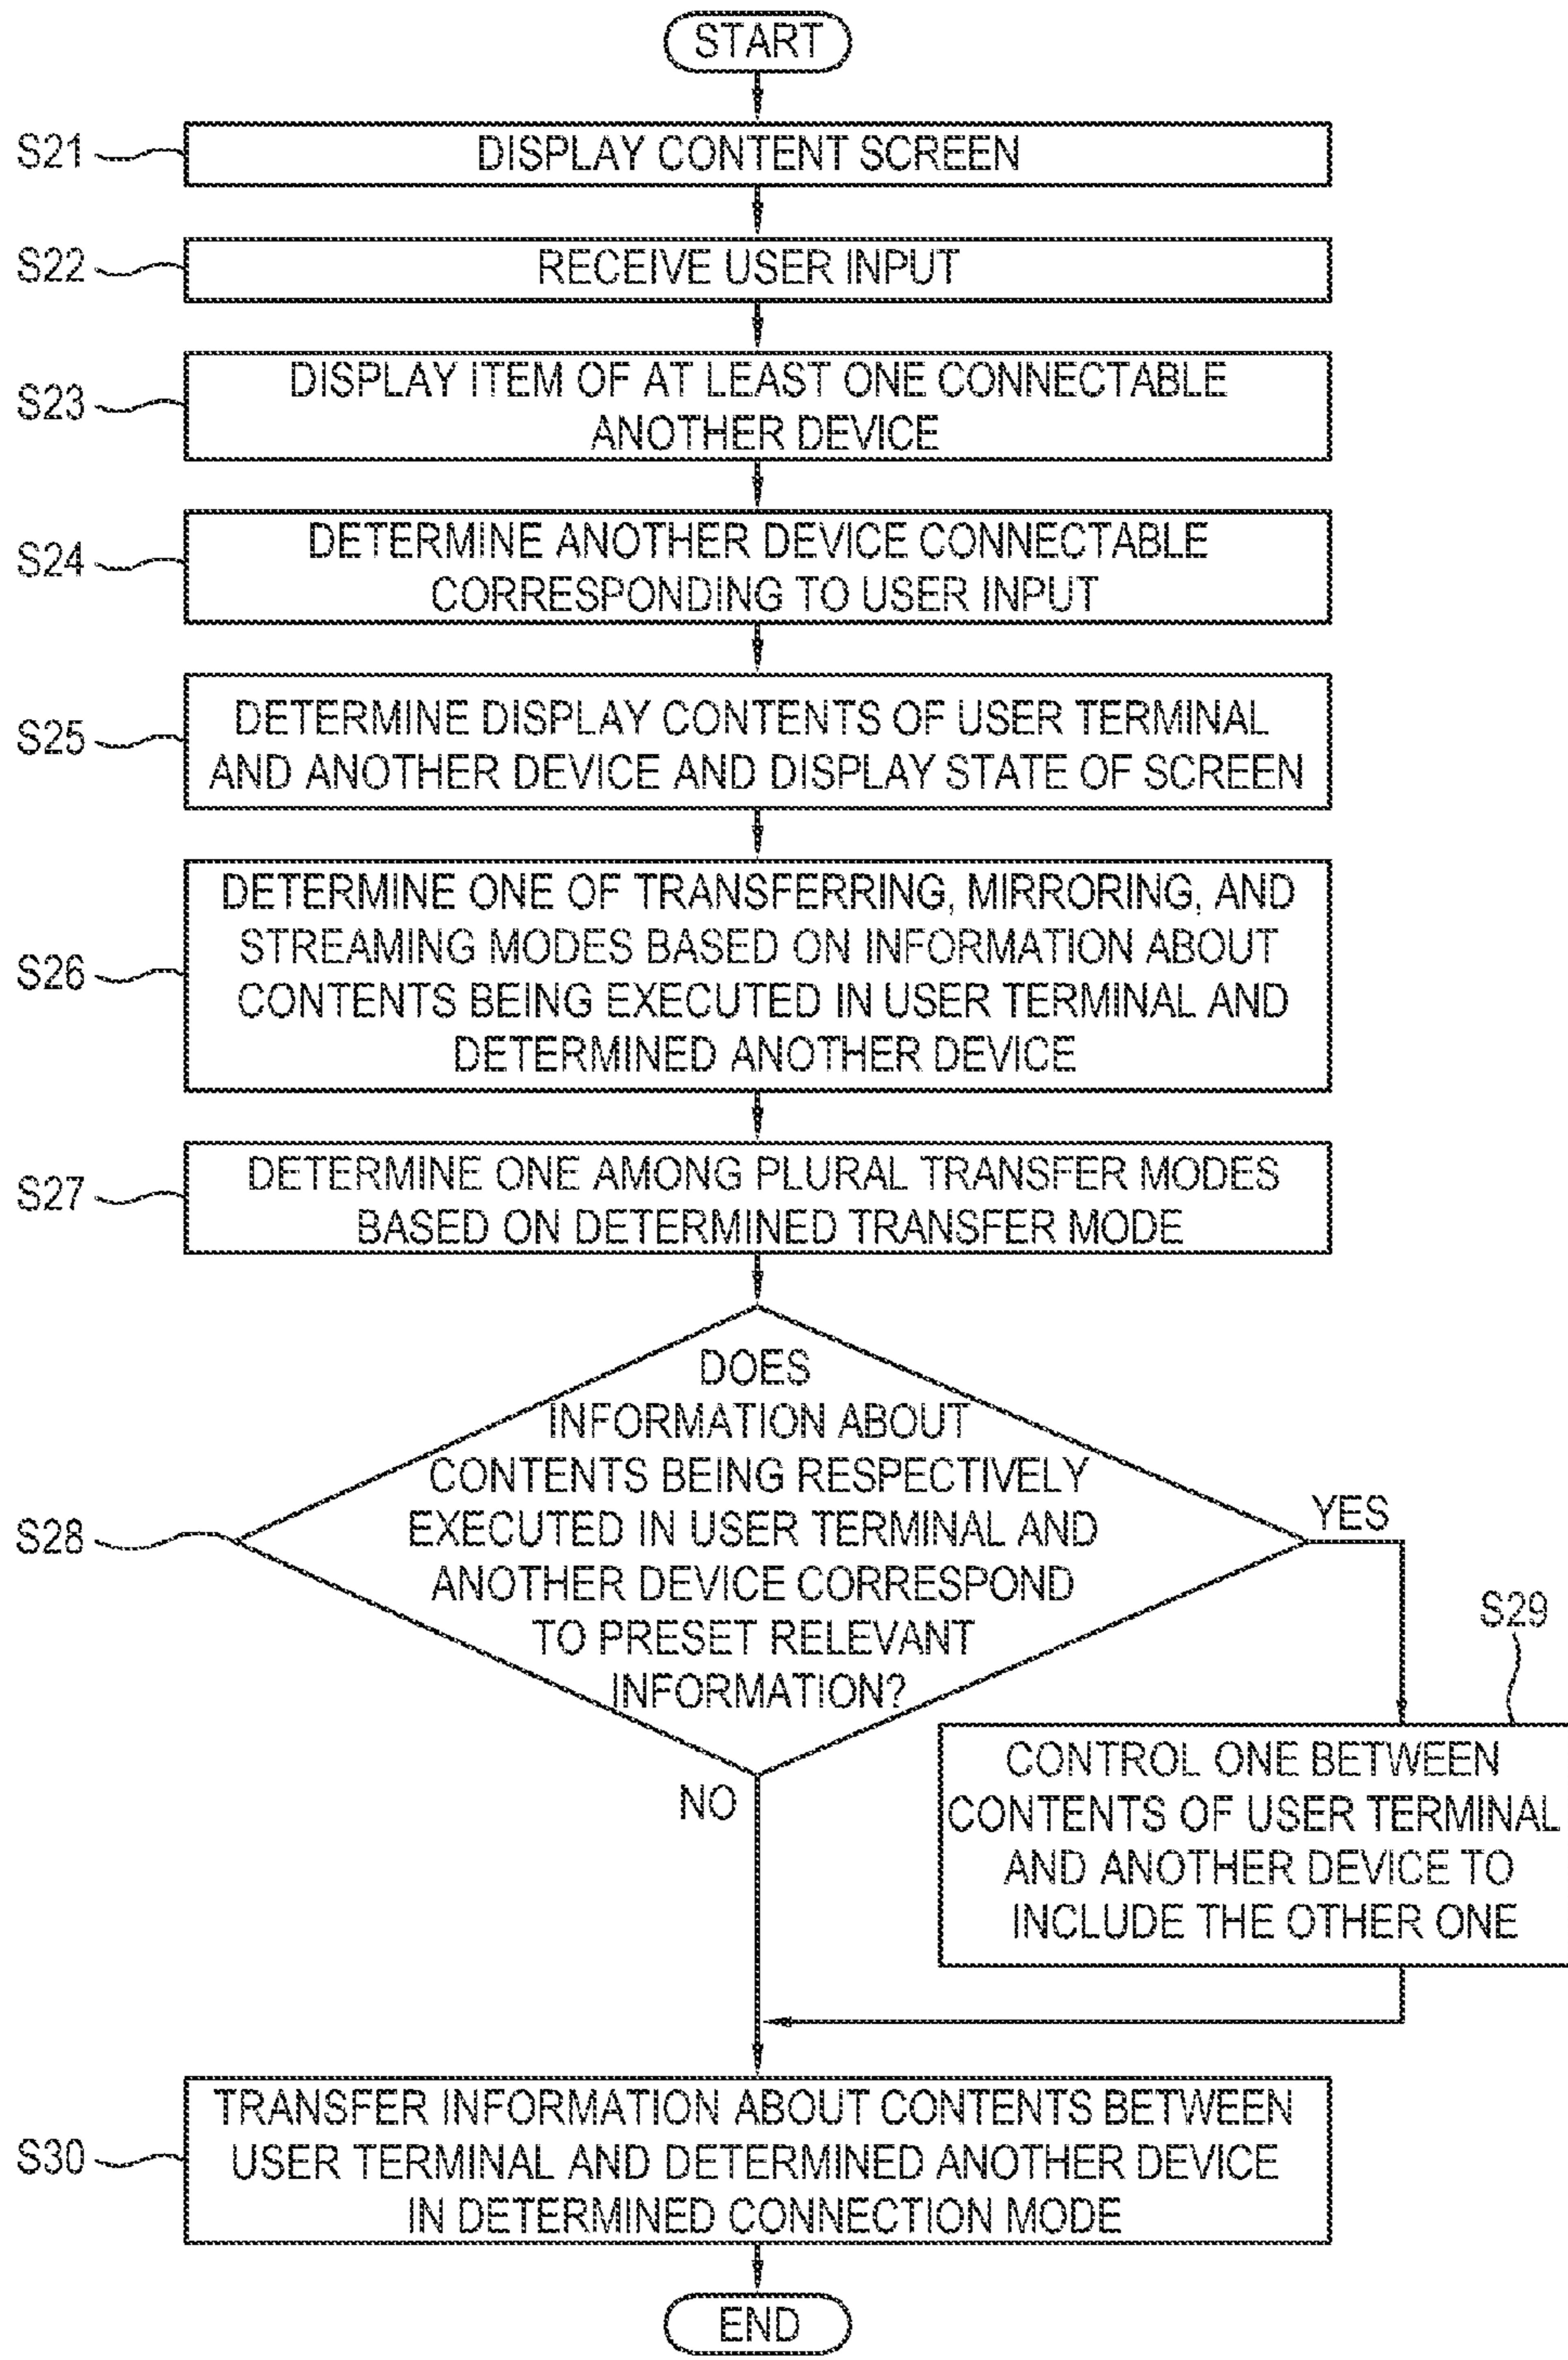 START
S21
DISPLAY CONTENT SCREEN
S22
RECEIVE USER INPUT
S23
DISPLAY ITEM OF AT LEAST ONE CONNECTABLE
ANOTHER DEVICE
S24
DETERMINE ANOTHER DEVICE CONNECTABLE
CORRESPONDING TO USER INPUT
S25
DETERMINE DISPLAY CONTENTS OF USER TERMINAL
AND ANOTHER DEVICE AND DISPLAY STATE OF SCREEN
S26
DETERMINE ONE OF TRANSFERRING, MIRRORING, AND
STREAMING MODES BASED ON INFORMATION ABOUT
CONTENTS BEING EXECUTED IN USER TERMINAL AND
DETERMINED ANOTHER DEVICE
S27
DETERMINE ONE AMONG PLURAL TRANSFER MODES
BASED ON DETERMINED TRANSFER MODE
S28
DOES
INFORMATION ABOUT
CONTENTS BEING RESPECTIVELY
EXECUTED IN USER TERMINAL AND
ANOTHER DEVICE CORRESPOND
TO PRESET RELEVANT
INFORMATION?
YES
NO
S29
CONTROL ONE BETWEEN
CONTENTS OF USER TERMINAL
AND ANOTHER DEVICE TO
INCLUDE THE OTHER ONE
S30
TRANSFER INFORMATION ABOUT CONTENTS BETWEEN
USER TERMINAL AND DETERMINED ANOTHER DEVICE
IN DETERMINED CONNECTION MODE
END